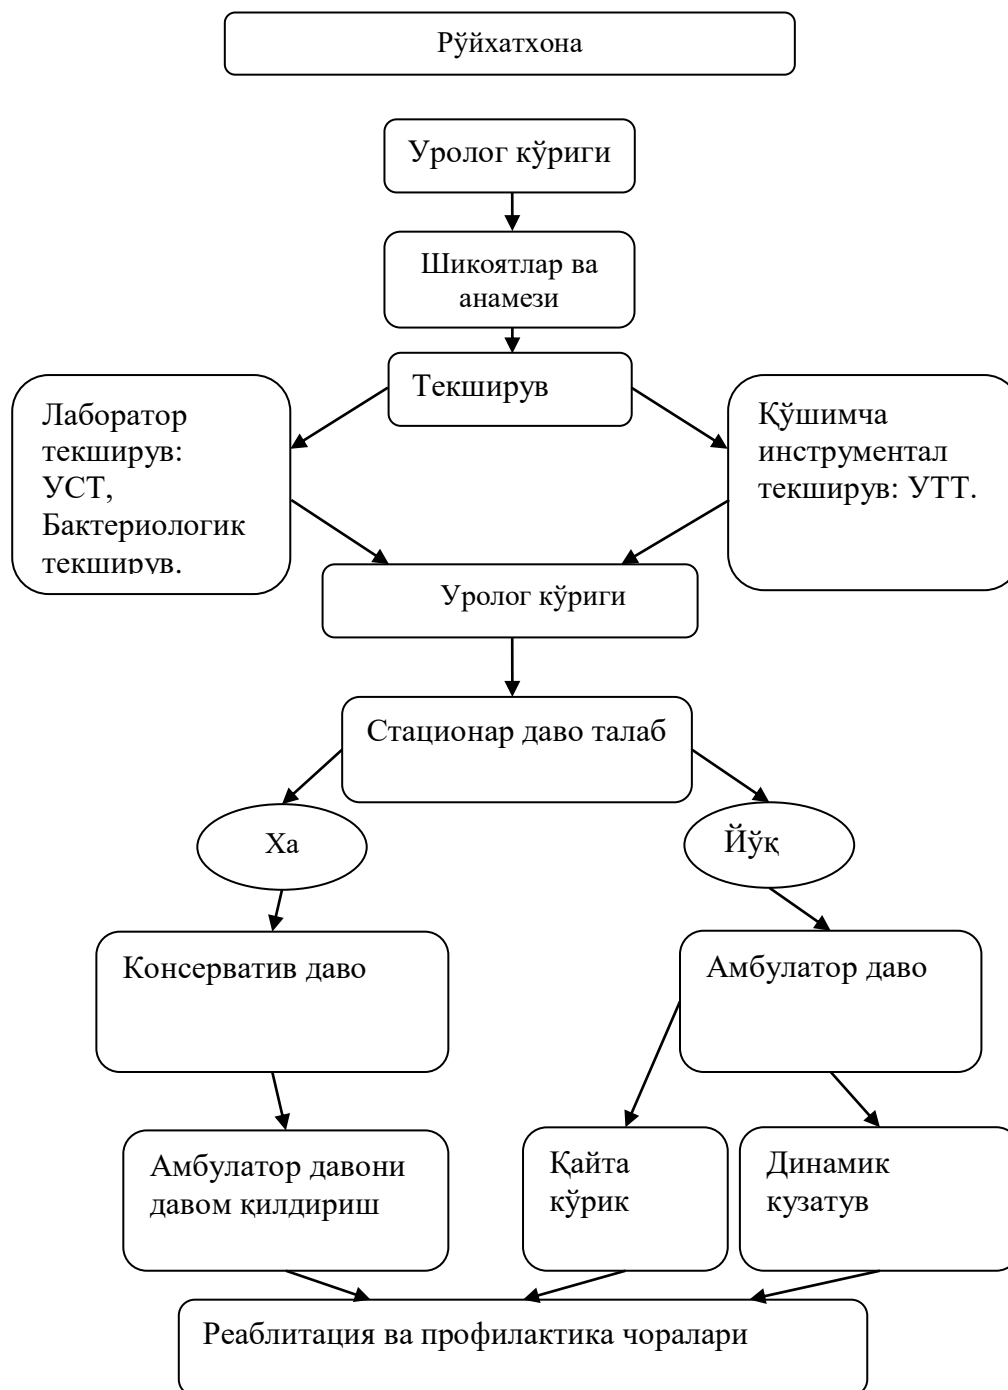 Рўйхатхона
Уролог кўриги
Шикоятлар ва
анамези
Текширув
Лаборатор
текширув:
УСТ,
Бактериологик
текширув.
Қўшимча
инструментал
текширув: УТТ.
Уролог кўриги
Стационар даво талаб
Ха
Йўқ
Консерватив даво
Амбулатор даво
Амбулатор давони
давом қилдириш
Қайта
кўрик
Динамик
кузатув
Реаблитация ва профилактика чоралари